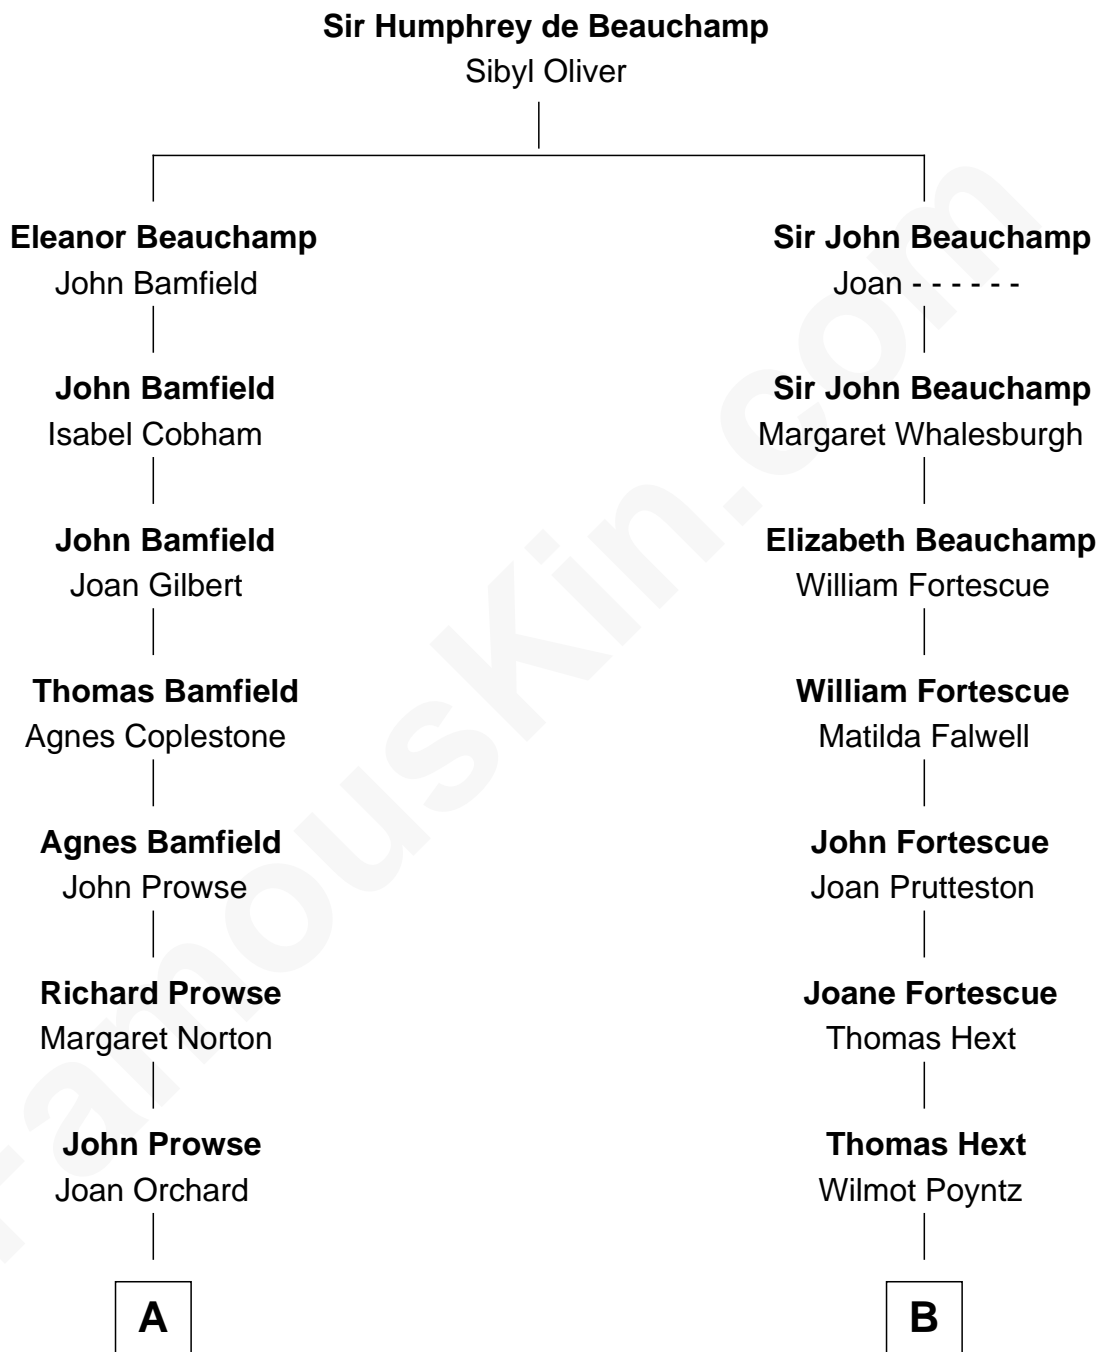 Sir Humphrey de Beauchamp
Sibyl Oliver
Eleanor Beauchamp
John Bamfield
Sir John Beauchamp
Joan - - - - - -
John Bamfield
Isabel Cobham
Sir John Beauchamp
Margaret Whalesburgh
John Bamfield
Joan Gilbert
Elizabeth Beauchamp
William Fortescue
Thomas Bamfield
Agnes Coplestone
William Fortescue
Matilda Falwell
Agnes Bamfield
John Prowse
John Fortescue
Joan Prutteston
Richard Prowse
Margaret Norton
Joane Fortescue
Thomas Hext
John Prowse
Joan Orchard
Thomas Hext
Wilmot Poyntz
A
B
FamousKin.com